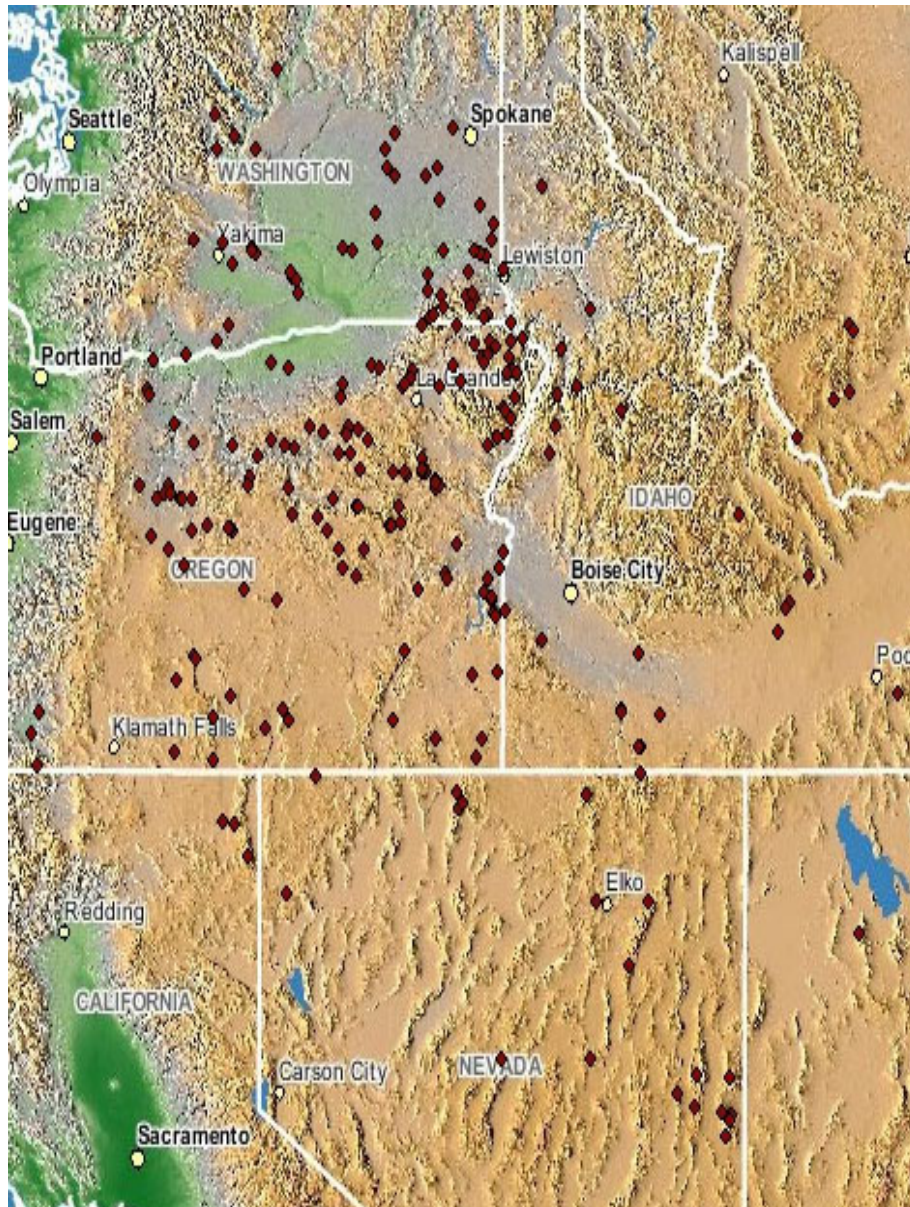 Kalispell
Seattle
Spokane
WASHINGTON
Olympia
Yakima
Lewiston
Portland
La Grande
Salem
IDAHO
Eugene
OREGON
Boise City
Poc
Klamath Falls
Elko
Redding
CALIFORNIA
Carson City
NEVADA
Sacramento